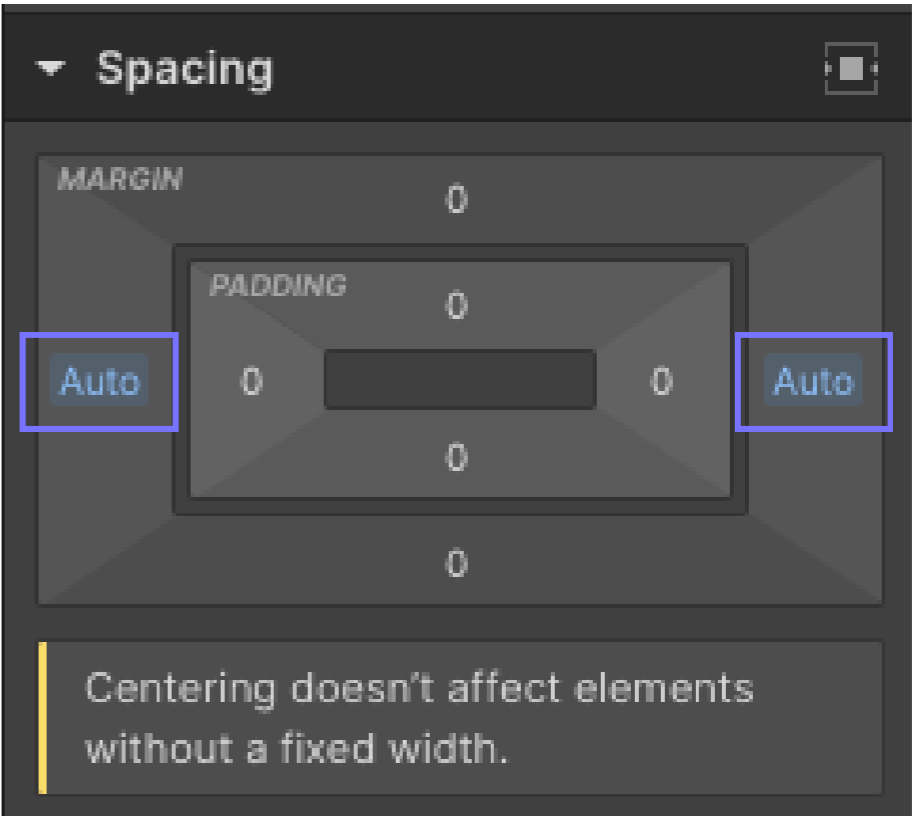 Spacing
MARGIN
0
PADDING
0
Auto
0
0
Auto
0
0
Centering doesn't affect elements
without a fixed width.